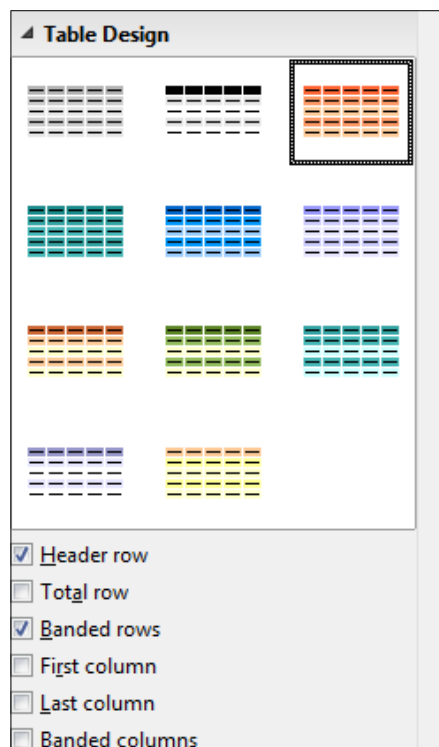 Table Design
Header row
Total row
Banded rows
First column
Last column
Banded columns